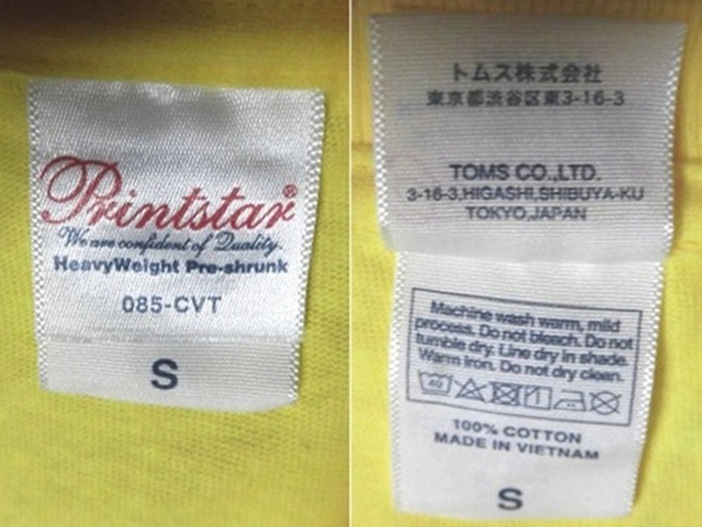 Printstar®
We are confident of Quality.
HeavyWeight Pre-shrunk
085-CVT
S
トムス株式会社
東京都渋谷区東3-16-3
TOMS CO.,LTD.
3-16-3,HIGASHI,SHIBUYA-KU
TOKYO,JAPAN
Machine wash warm, mild
process. Do not bleach. Do not
tumble dry. Line dry in shade.
Warm iron. Do not dry clean.
40
100% COTTON
MADE IN VIETNAM
S